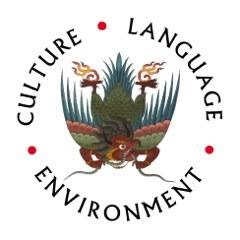 CULTURE • LANGUAGE • ENVIRONMENT •